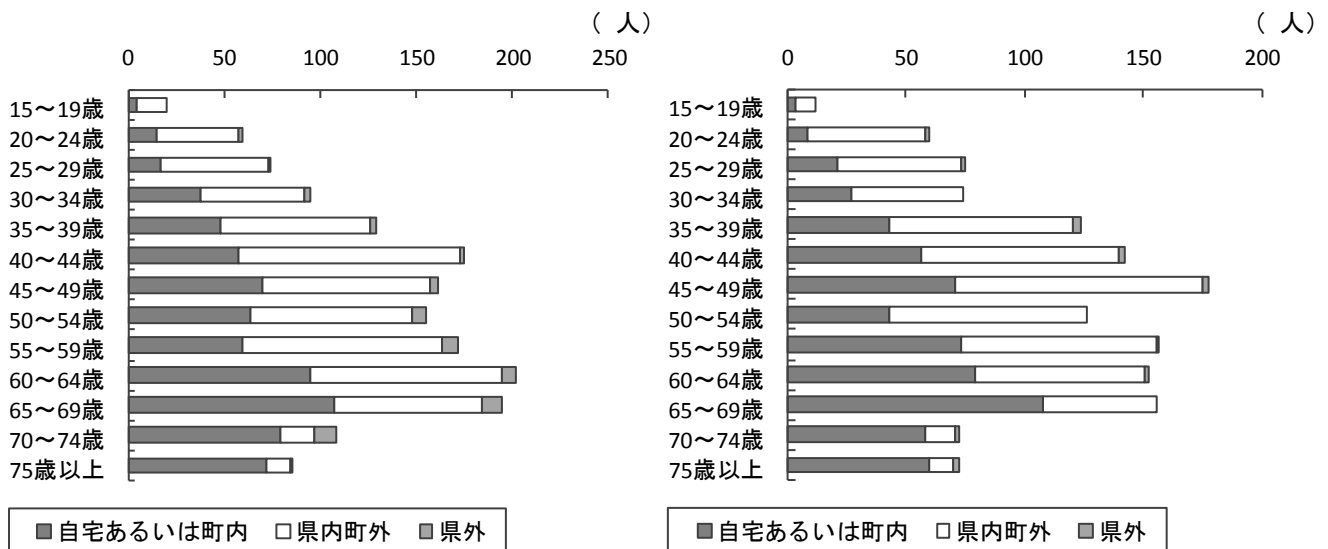 （ 人）
0 50 100 150 200 250
15～19歳
20～24歳
25～29歳
30～34歳
35～39歳
40～44歳
45～49歳
50～54歳
55～59歳
60～64歳
65～69歳
70～74歳
75歳以上
自宅あるいは町内 県内町外 県外
（ 人）
0 50 100 150 200
15～19歳
20～24歳
25～29歳
30～34歳
35～39歳
40～44歳
45～49歳
50～54歳
55～59歳
60～64歳
65～69歳
70～74歳
75歳以上
自宅あるいは町内 県内町外 県外